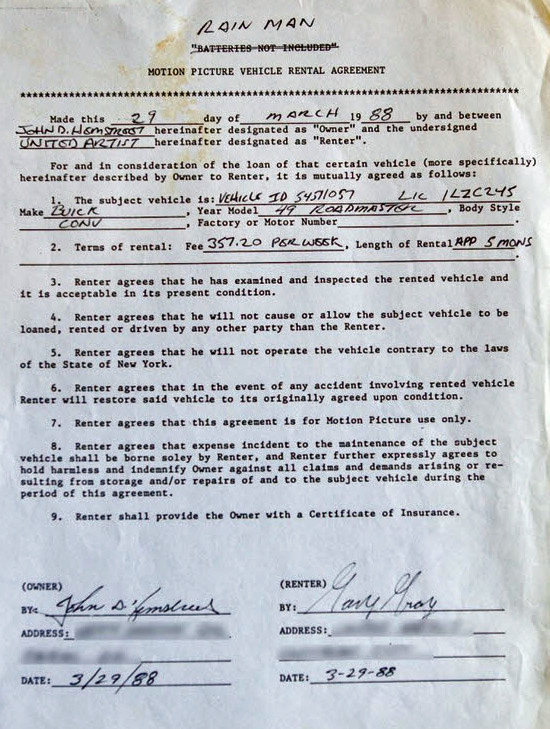 RAIN MAN
"BATTERIES NOT INCLUDED"
MOTION PICTURE VEHICLE RENTAL AGREEMENT
************************************************************
Made this 29 day of MARCH 1988 by and between
JOHN D. HEMSTREET hereinafter designated as "Owner" and the undersigned
UNITED ARTIST hereinafter designated as "Renter".
For and in consideration of the loan of that certain vehicle (more specifically)
hereinafter described by Owner to Renter, it is mutually agreed as follows:
1. The subject vehicle is: VEHICLE ID 54571057 LIC 1LZC245
Make BUICK, Year Model 49 ROADMASTER, Body Style
CONV, Factory or Motor Number.
2. Terms of rental: Fee 357.20 PER WEEK, Length of Rental APP 5 MONS
3. Renter agrees that he has examined and inspected the rented vehicle and
it is acceptable in its present condition.
4. Renter agrees that he will not cause or allow the subject vehicle to be
loaned, rented or driven by any other party than the Renter.
5. Renter agrees that he will not operate the vehicle contrary to the laws
of the State of New York.
6. Renter agrees that in the event of any accident involving rented vehicle
Renter will restore said vehicle to its originally agreed upon condition.
7. Renter agrees that this agreement is for Motion Picture use only.
8. Renter agrees that expense incident to the maintenance of the subject
vehicle shall be borne soley by Renter, and Renter further expressly agrees to
hold harmless and indemnify Owner against all claims and demands arising or re-
sulting from storage and/or repairs of and to the subject vehicle during the
period of this agreement.
9. Renter shall provide the Owner with a Certificate of Insurance.
(OWNER)
BY: John D. Hemstreet
ADDRESS:
DATE: 3/29/88
(RENTER)
BY: Gary Gray
ADDRESS:
DATE: 3-29-88